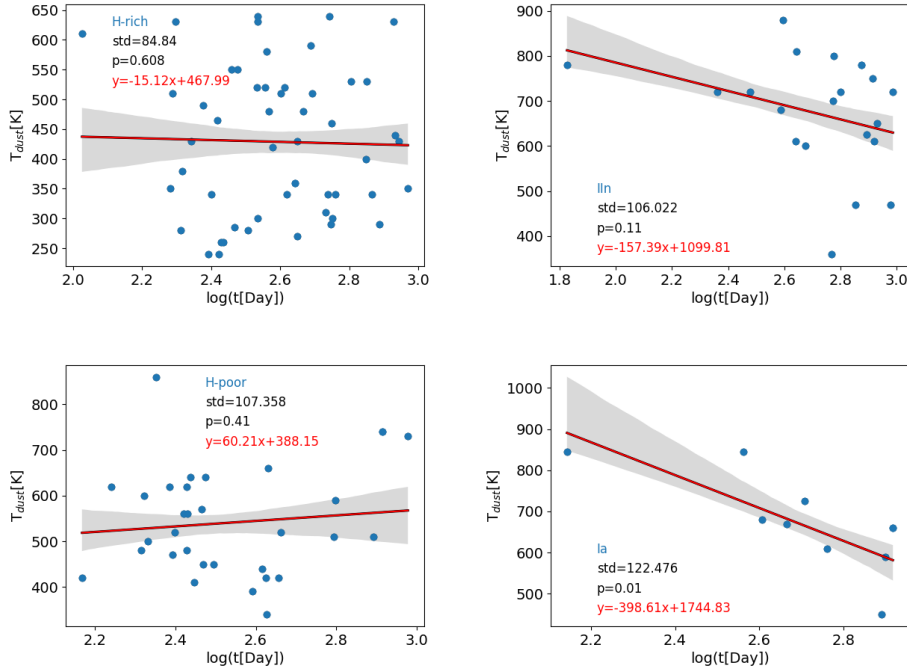 650
600
550
500
450
400
350
300
250
T_dust[K]
H-rich
std=84.84
p=0.608
y=-15.12x+467.99
2.0 2.2 2.4 2.6 2.8 3.0
log(t[Day])
900
800
700
600
500
400
T_dust[K]
IIn
std=106.022
p=0.11
y=-157.39x+1099.81
1.8 2.0 2.2 2.4 2.6 2.8 3.0
log(t[Day])
800
700
600
500
400
T_dust[K]
H-poor
std=107.358
p=0.41
y=60.21x+388.15
2.2 2.4 2.6 2.8 3.0
log(t[Day])
1000
900
800
700
600
500
T_dust[K]
Ia
std=122.476
p=0.01
y=-398.61x+1744.83
2.2 2.4 2.6 2.8
log(t[Day])